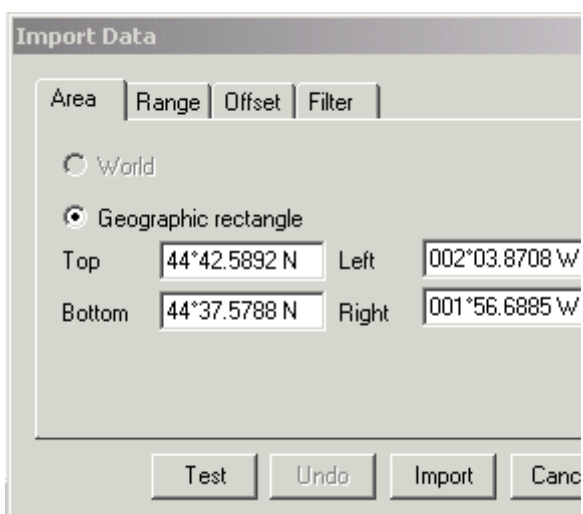 Import Data
Area Range Offset Filter
World
Geographic rectangle
Top 44°42.5892 N Left 002°03.8708 W
Bottom 44°37.5788 N Right 001°56.6885 W
Test Undo Import Canc